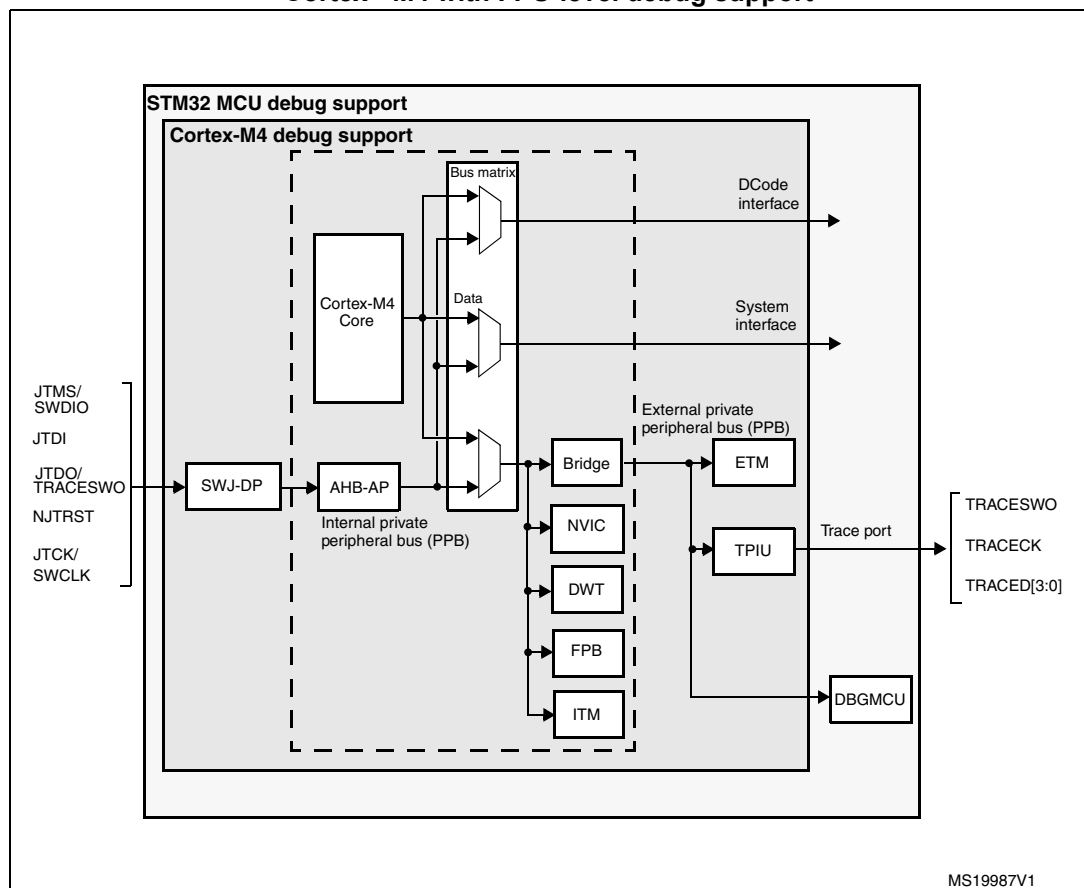 STM32 MCU debug support
Cortex-M4 debug support
Bus matrix
DCode
interface
Cortex-M4
Core
Data
System
interface
JTMS/
SWDIO
JTDI
JTDO/
TRACESWO
NJTRST
JTCK/
SWCLK
SWJ-DP
AHB-AP
Internal private
peripheral bus (PPB)
External private
peripheral bus (PPB)
Bridge
NVIC
DWT
FPB
ITM
ETM
TPIU
Trace port
TRACESWO
TRACECK
TRACED[3:0]
DBGMCU
MS19987V1